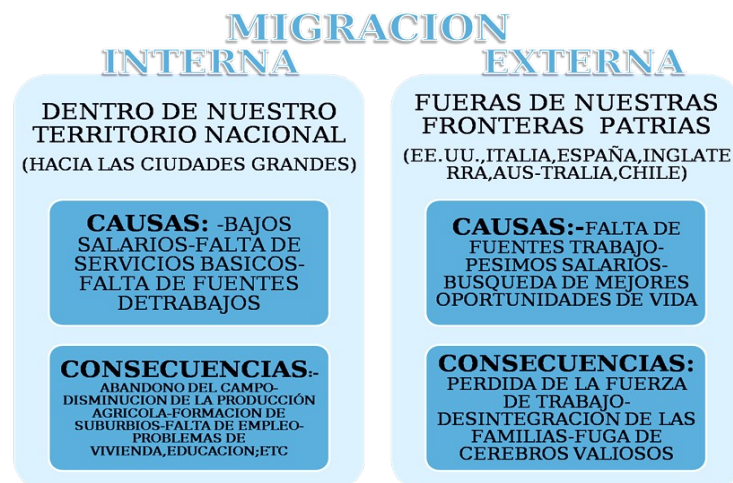 MIGRACION
INTERNA
DENTRO DE NUESTRO
TERRITORIO NACIONAL
(HACIA LAS CIUDADES GRANDES)
CAUSAS: -BAJOS
SALARIOS-FALTA DE
SERVICIOS BASICOS-
FALTA DE FUENTES
DETRABAJOS
CONSECUENCIAS:-
ABANDONO DEL CAMPO-
DISMINUCION DE LA PRODUCCIÓN
AGRICOLA-FORMACION DE
SUBURBIOS-FALTA DE EMPLEO-
PROBLEMAS DE
VIVIENDA,EDUCACION;ETC
EXTERNA
FUERAS DE NUESTRAS
FRONTERAS PATRIAS
(EE.UU.,ITALIA,ESPAÑA,INGLATE
RRA,AUS-TRALIA,CHILE)
CAUSAS:-FALTA DE
FUENTES TRABAJO-
PESIMOS SALARIOS-
BUSQUEDA DE MEJORES
OPORTUNIDADES DE VIDA
CONSECUENCIAS:
PERDIDA DE LA FUERZA
DE TRABAJO-
DESINTEGRACIÓN DE LAS
FAMILIAS-FUGA DE
CEREBROS VALIOSOS